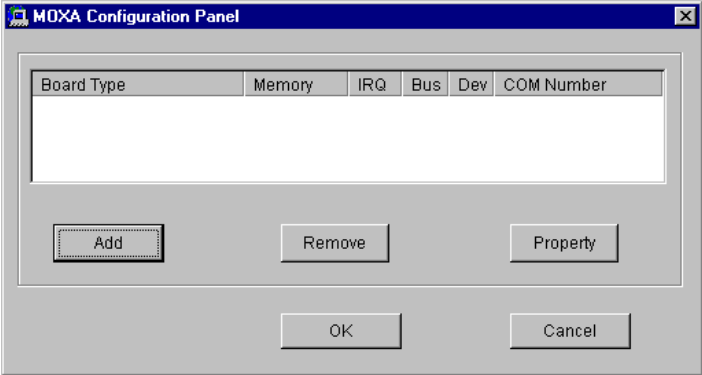 MOXA Configuration Panel
Board Type Memory IRQ Bus Dev COM Number
Add Remove Property
OK Cancel